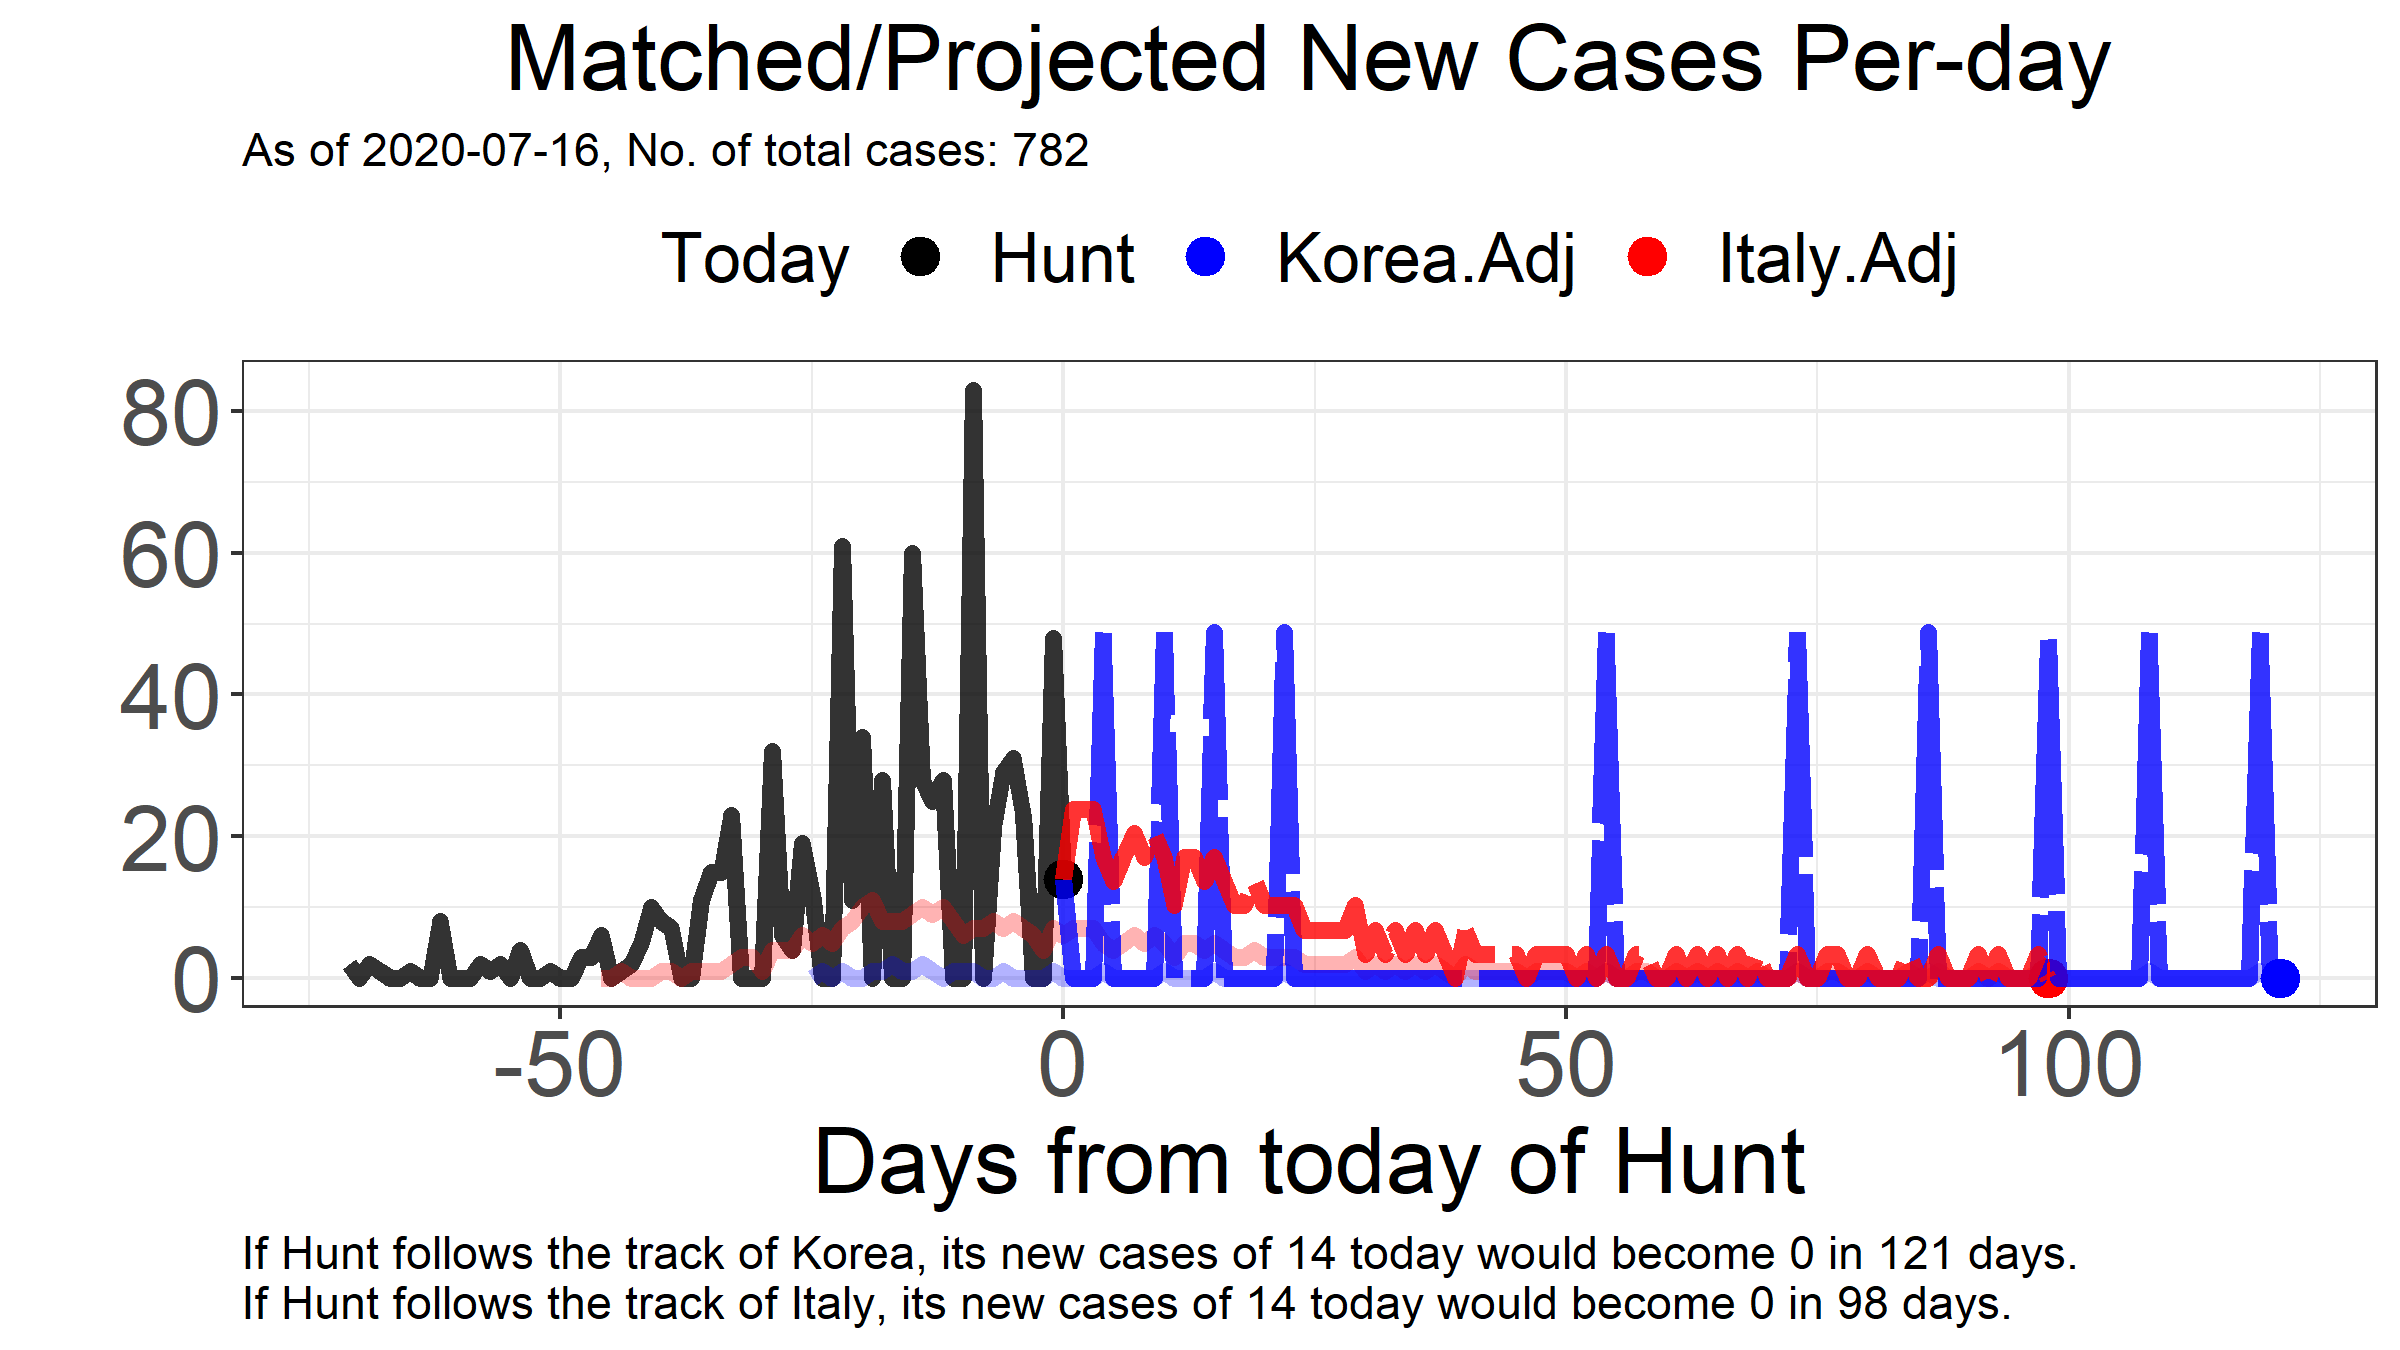 Matched/Projected New Cases Per-day
As of 2020-07-16, No. of total cases: 782
Today Hunt Korea.Adj Italy.Adj
80
60
40
20
0
-50 0 50 100
Days from today of Hunt
If Hunt follows the track of Korea, its new cases of 14 today would become 0 in 121 days.
If Hunt follows the track of Italy, its new cases of 14 today would become 0 in 98 days.